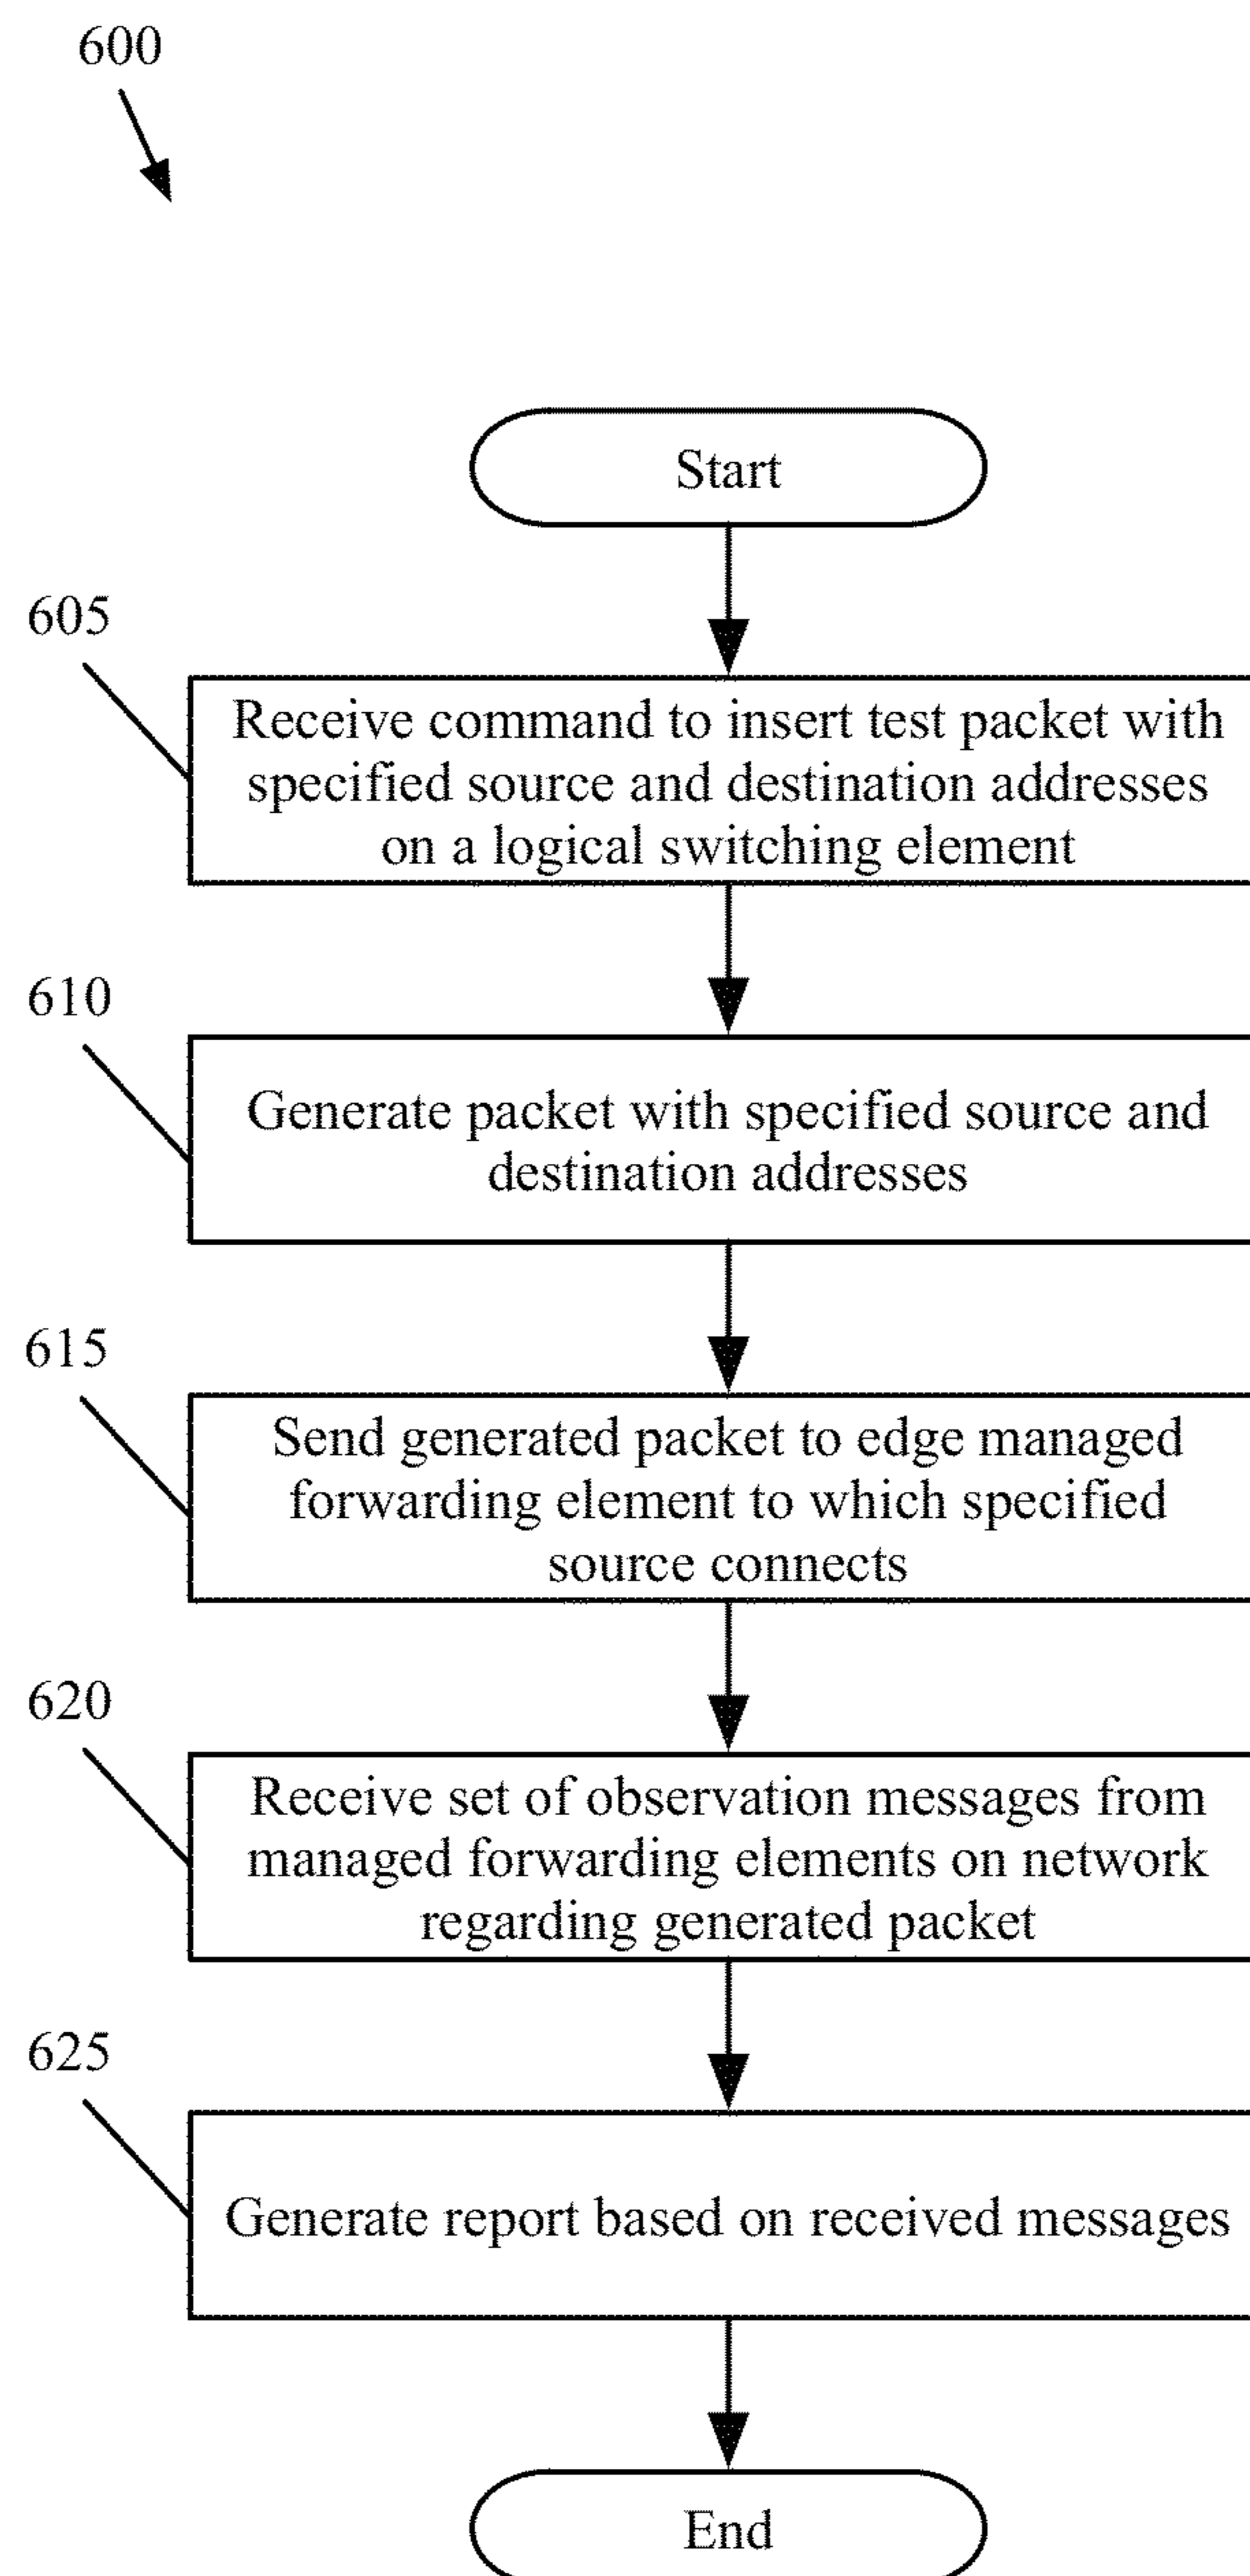 600
Start
605
Receive command to insert test packet with
specified source and destination addresses
on a logical switching element
610
Generate packet with specified source and
destination addresses
615
Send generated packet to edge managed
forwarding element to which specified
source connects
620
Receive set of observation messages from
managed forwarding elements on network
regarding generated packet
625
Generate report based on received messages
End